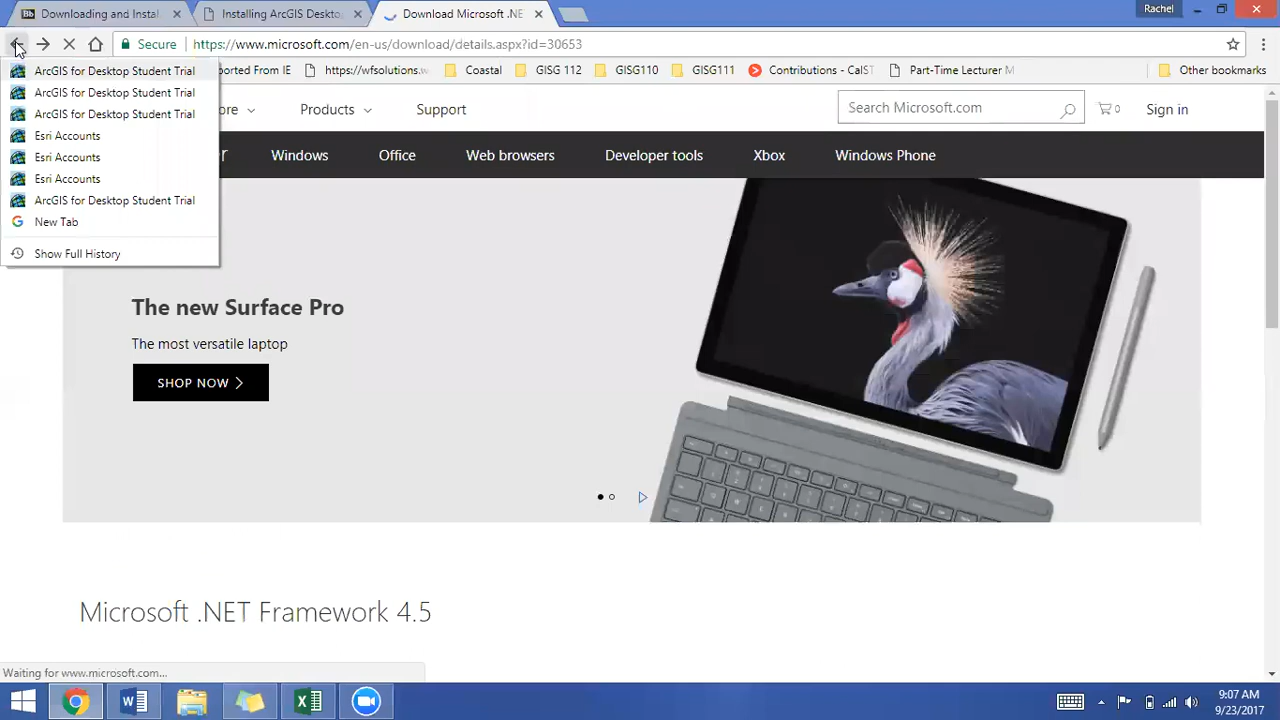 Downloading and Instal
Installing ArcGIS Deskto
Download Microsoft .NE
Rachel
Secure
https://www.microsoft.com/en-us/download/details.aspx?id=30653
ported From IE
https://wfsolutions.w
Coastal
GISG 112
GISG110
GISG111
Contributions - CalST
Part-Time Lecturer M
Other bookmarks
ArcGIS for Desktop Student Trial
ArcGIS for Desktop Student Trial
ArcGIS for Desktop Student Trial
Esri Accounts
Esri Accounts
Esri Accounts
ArcGIS for Desktop Student Trial
New Tab
Show Full History
ore
Products
Support
Search Microsoft.com
0
Sign in
r
Windows
Office
Web browsers
Developer tools
Xbox
Windows Phone
The new Surface Pro
The most versatile laptop
SHOP NOW
Microsoft .NET Framework 4.5
Waiting for www.microsoft.com...
9:07 AM
9/23/2017